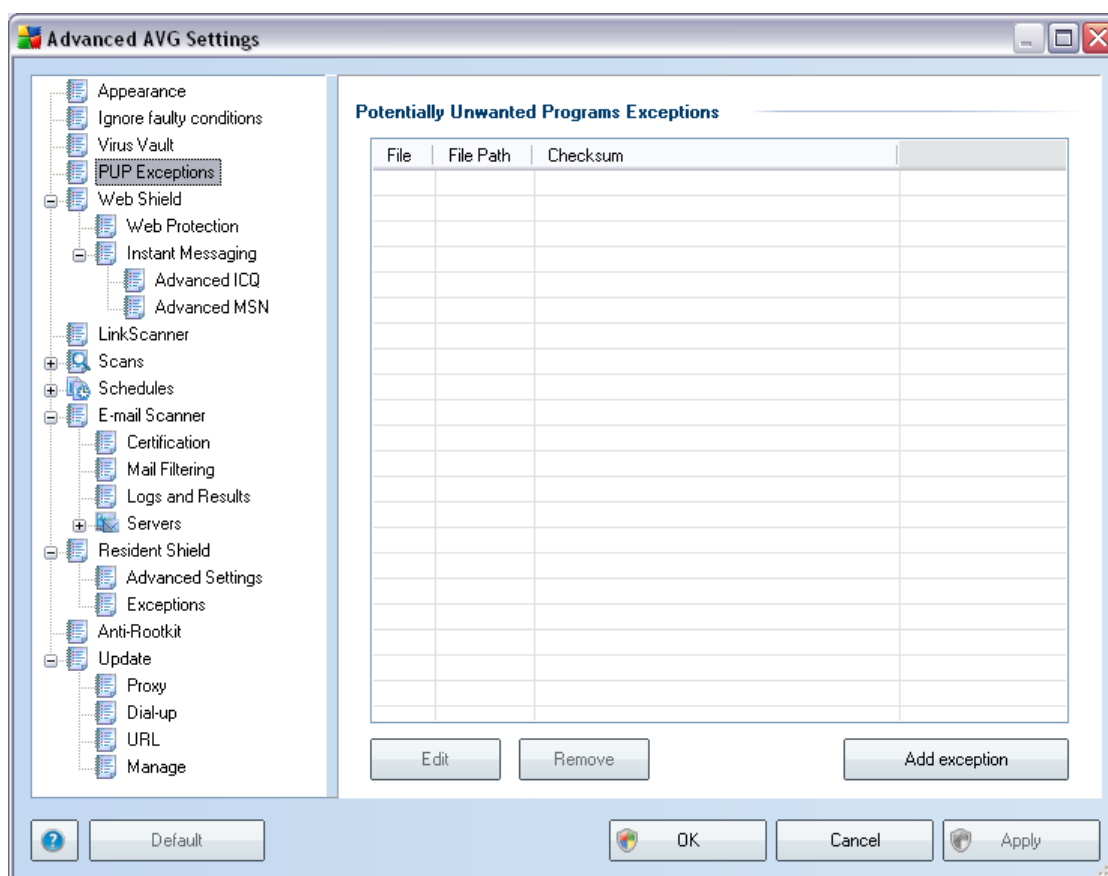 Advanced AVG Settings
Appearance
Ignore faulty conditions
Virus Vault
PUP Exceptions
Web Shield
Web Protection
Instant Messaging
Advanced ICQ
Advanced MSN
LinkScanner
Scans
Schedules
E-mail Scanner
Certification
Mail Filtering
Logs and Results
Servers
Resident Shield
Advanced Settings
Exceptions
Anti-Rootkit
Update
Proxy
Dial-up
URL
Manage
Potentially Unwanted Programs Exceptions
File File Path Checksum
Edit Remove Add exception
? Default OK Cancel Apply